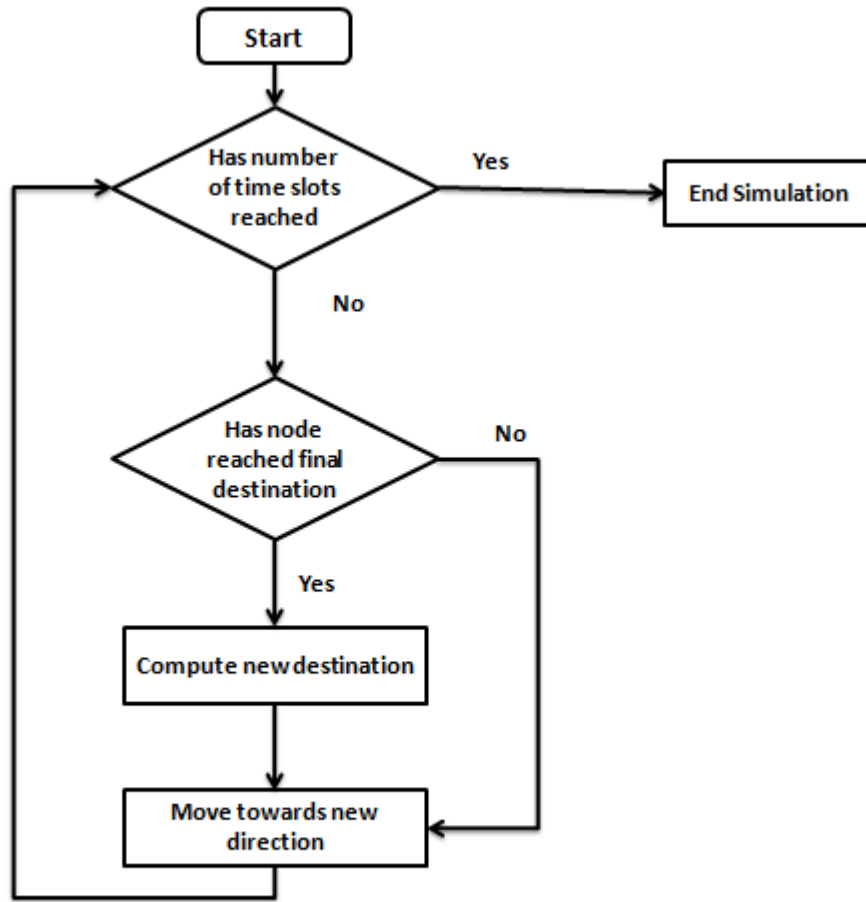 Start
Has number
of time slots
reached
Yes
End Simulation
No
Has node
reached final
destination
No
Yes
Compute new destination
Move towards new
direction